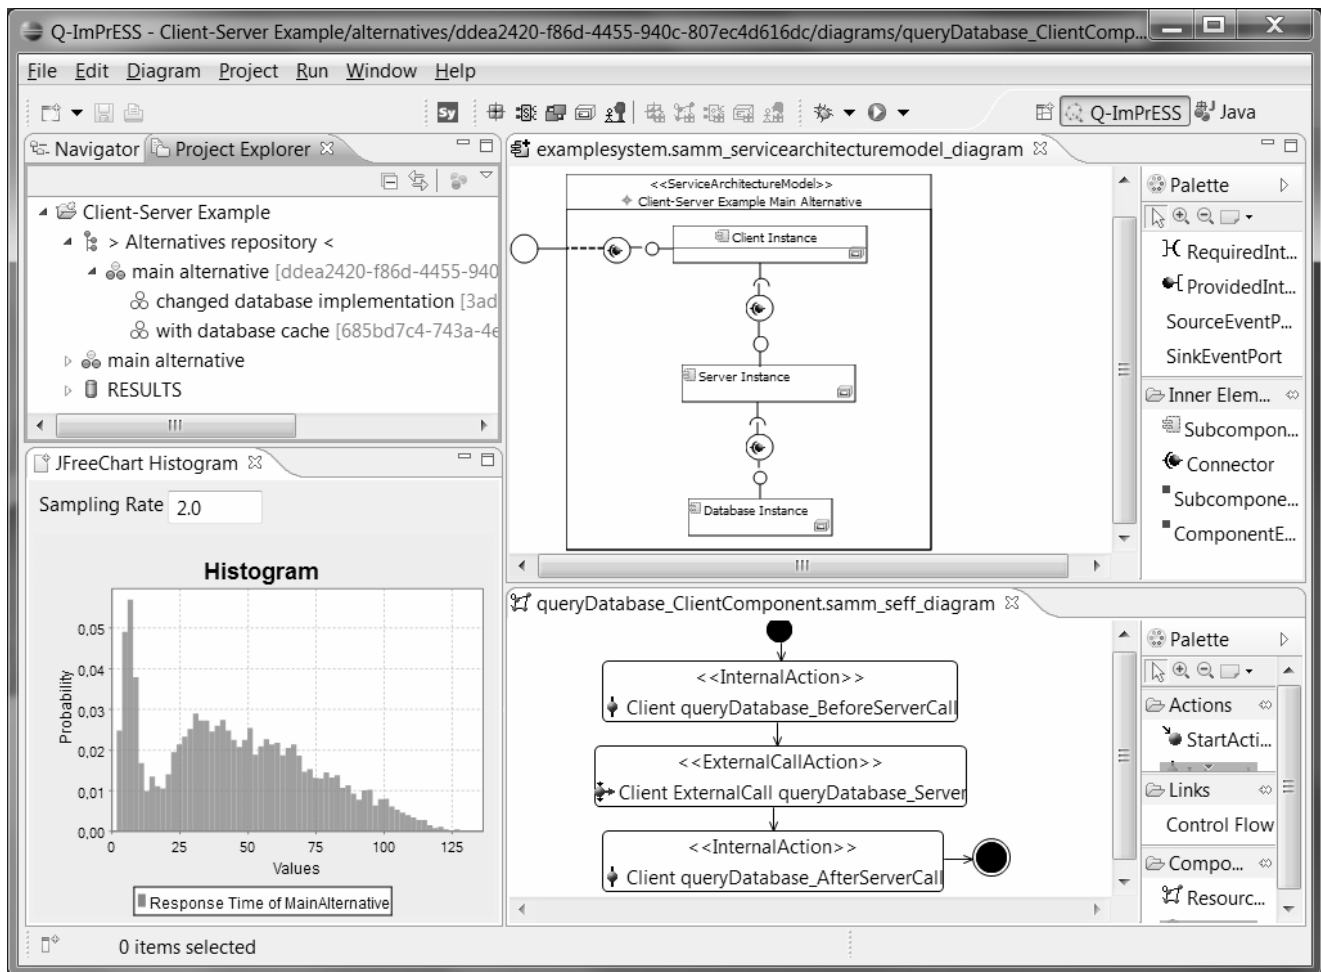 Q-ImPrESS - Client-Server Example/alternatives/ddea2420-f86d-4455-940c-807ec4d616dc/diagrams/queryDatabase_ClientComp...
File Edit Diagram Project Run Window Help
Sy
Q-ImPrESS
Java
Navigator
Project Explorer
Client-Server Example
> Alternatives repository <
main alternative [ddea2420-f86d-4455-940
changed database implementation [3ad
with database cache [685bd7c4-743a-4e
main alternative
RESULTS
JFreeChart Histogram
Sampling Rate 2.0
Histogram
Probability
0,05
0,04
0,03
0,02
0,01
0,00
0 25 50 75 100 125
Values
Response Time of MainAlternative
examplesystem.samm_servicearchitecturemodel_diagram
<<ServiceArchitectureModel>>
Client-Server Example Main Alternative
Client Instance
Server Instance
Database Instance
Palette
RequiredInt...
ProvidedInt...
SourceEventP...
SinkEventPort
Inner Elem...
Subcompon...
Connector
Subcompone...
ComponentE...
queryDatabase_ClientComponent.samm_seff_diagram
<<InternalAction>>
Client queryDatabase_BeforeServerCall
<<ExternalCallAction>>
Client ExternalCall queryDatabase_Server
<<InternalAction>>
Client queryDatabase_AfterServerCall
Palette
Actions
StartActi...
Links
Control Flow
Compo...
Resourc...
0 items selected